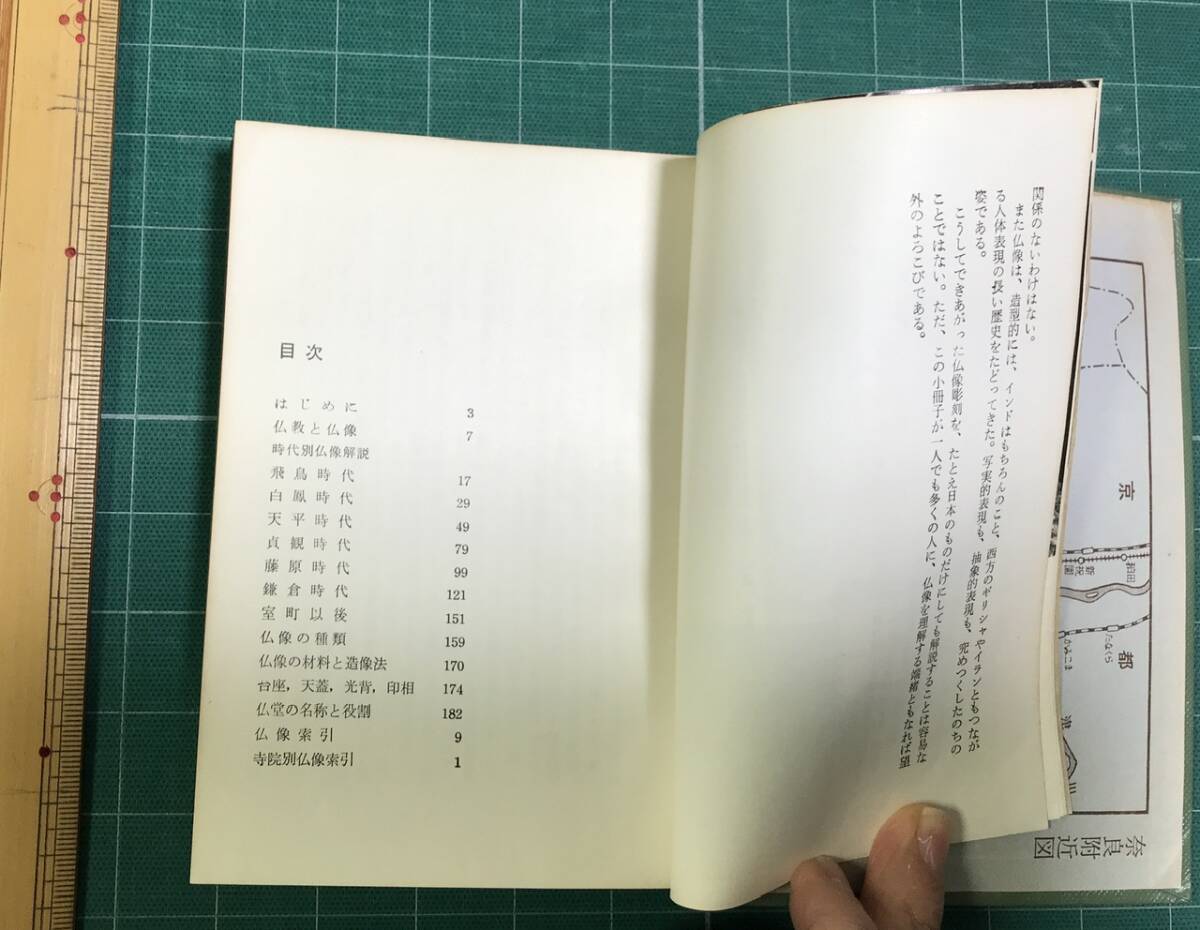 関係のないわけはない。
また仏像は、造型的には、インドはもちろんのこと、西方のギリシャやイランともつなが
る人体表現の長い歴史をたどってきた。写実的表現も、抽象的表現も、究めつくしたのちの
姿である。
こうしてできあがった仏像彫刻を、たとえ日本のものだけにしても解説することは容易な
ことではない。ただ、この小冊子が一人でも多くの人に、仏像を理解する端緒ともなれば望
外のよろこびである。
目次
はじめに 3
仏教と仏像 7
時代別仏像解説
飛鳥時代 17
白鳳時代 29
天平時代 49
貞観時代 79
藤原時代 99
鎌倉時代 121
室町以後 151
仏像の種類 159
仏像の材料と造像法 170
台座，天蓋，光背，印相 174
仏堂の名称と役割 182
仏像索引 9
寺院別仏像索引 1
京
都
たなくら
かみこま
奈良附近図